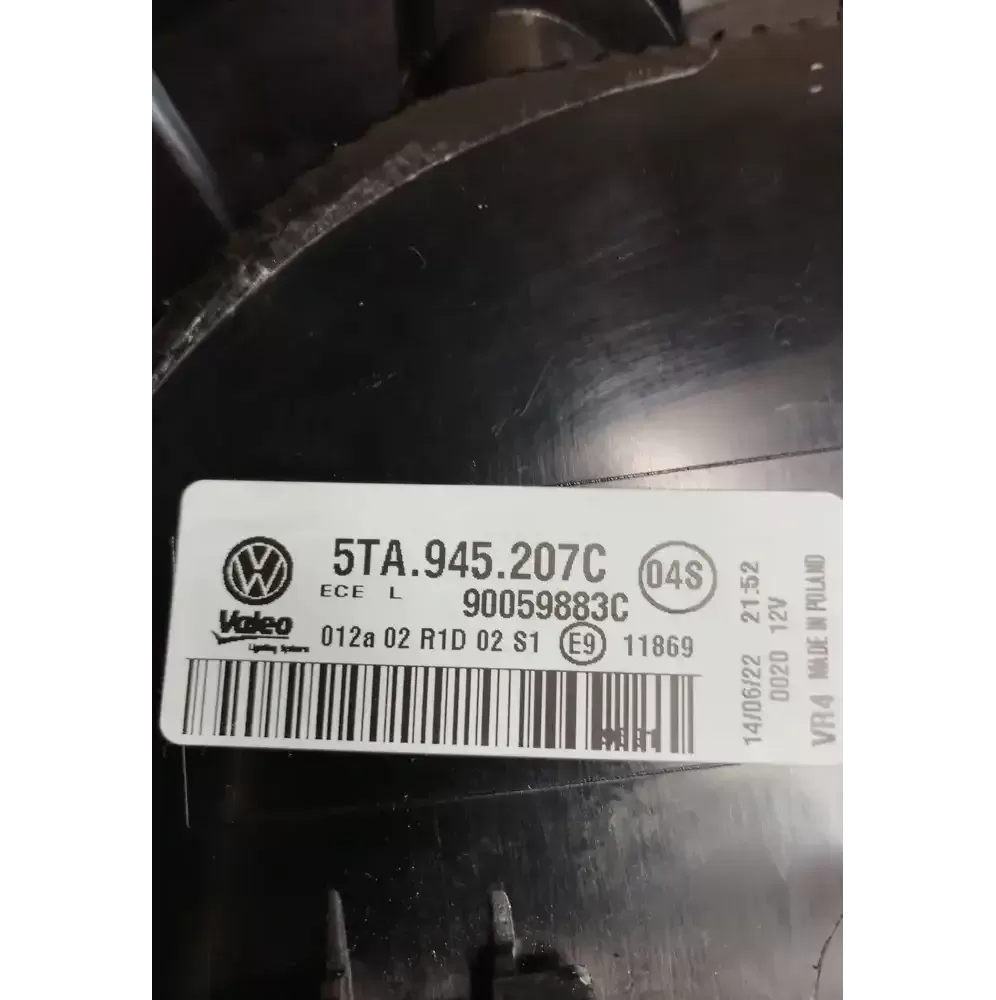 5TA.945.207C
04S
ECE L
90059883C
Valeo
Lighting Systems
012a 02 R1D 02 S1 E9 11869
14/06/22 21:52
0020 12V
VR4 MADE IN POLAND